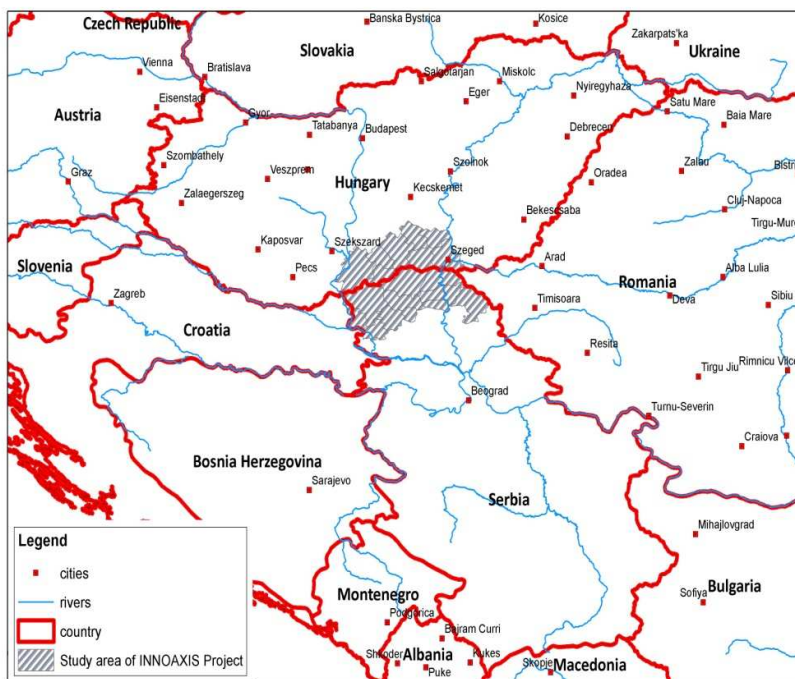 Czech Republic
Banska Bystrica
Kosice
Zakarpats'ka
Slovakia
Ukraine
Vienna
Bratislava
Salgotarjan
Miskolc
Eger
Nyiregyhaza
Satu Mare
Baia Mare
Austria
Eisenstadt
Gyor
Tatabanya
Budapest
Debrecen
Szombathely
Veszprem
Szolnok
Zalau
Bistri
Graz
Zalaegerszeg
Hungary
Kecskemet
Oradea
Cluj-Napoca
Bekescsaba
Tirgu-Mure
Kaposvar
Szekszard
Szeged
Arad
Slovenia
Pecs
Romania
Alba Lulia
Zagreb
Timisoara
Deva
Sibiu
Croatia
Resita
Tirgu Jiu
Rimnicu Vilce
Beograd
Turnu-Severin
Craiova
Bosnia Herzegovina
Sarajevo
Serbia
Mihajlovgrad
Legend
cities
rivers
country
Study area of INNOAXIS Project
Montenegro
Podgorica
Bulgaria
Sofiya
Bajram Curri
Shkoder
Albania
Kukes
Puke
Skopje
Macedonia